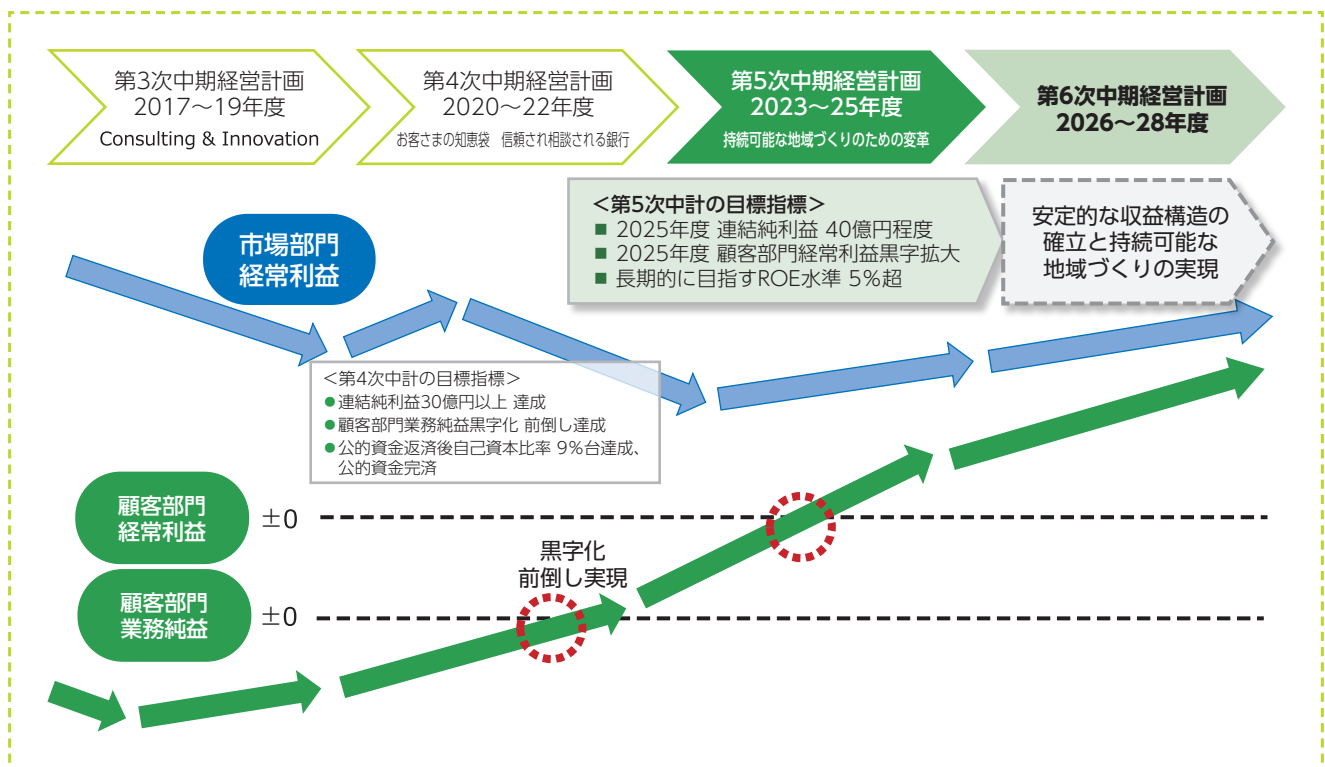 第3次中期経営計画
2017〜19年度
Consulting & Innovation
第4次中期経営計画
2020〜22年度
お客さまの知恵袋 信頼され相談される銀行
第5次中期経営計画
2023〜25年度
持続可能な地域づくりのための変革
第6次中期経営計画
2026〜28年度
市場部門
経常利益
＜第5次中計の目標指標＞
■ 2025年度 連結純利益 40億円程度
■ 2025年度 顧客部門経常利益黒字拡大
■ 長期的に目指すROE水準 5％超
安定的な収益構造の
確立と持続可能な
地域づくりの実現
＜第4次中計の目標指標＞
●連結純利益30億円以上 達成
●顧客部門業務純益黒字化 前倒し達成
●公的資金返済後自己資本比率 9％台達成、
公的資金完済
顧客部門
経常利益
±0
黒字化
前倒し実現
顧客部門
業務純益
±0